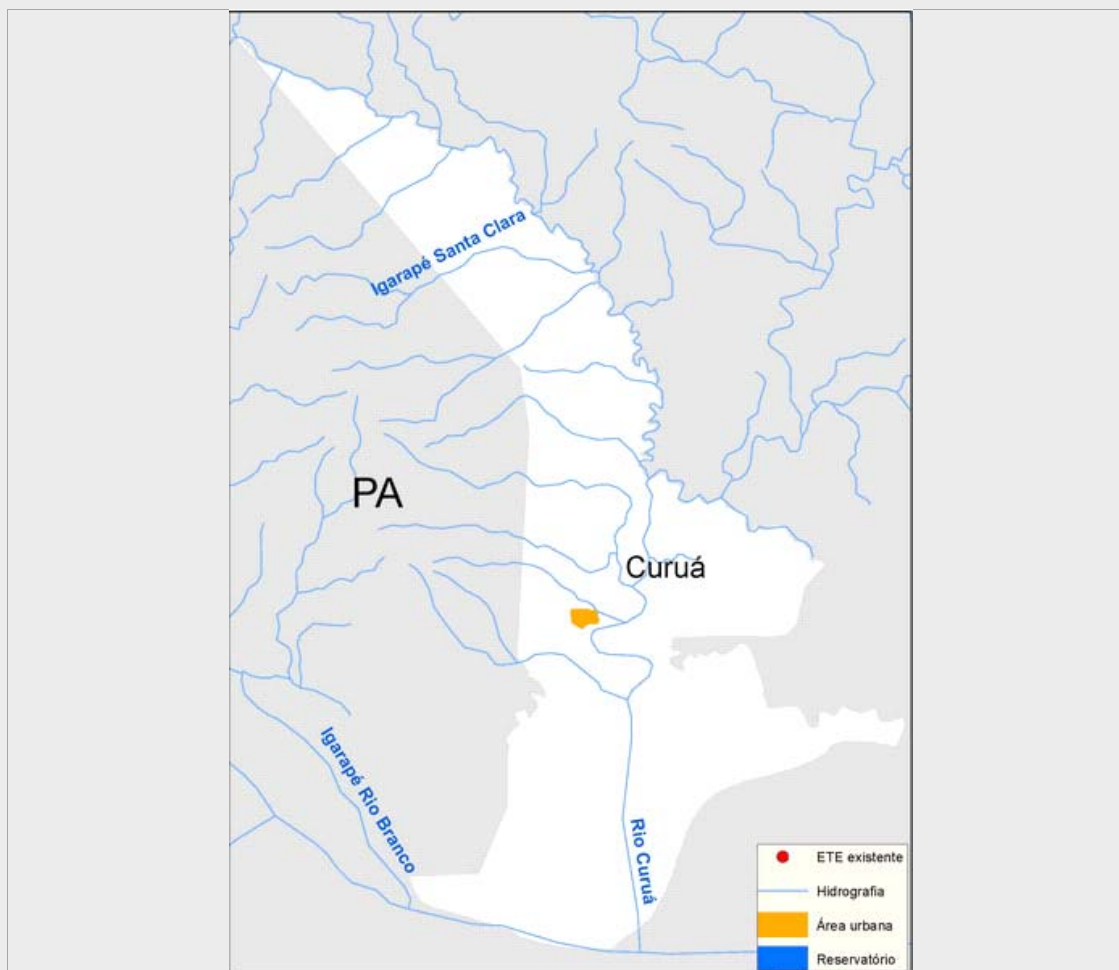 Igarapé Santa Clara
PA
Curuá
Igarapé Rio Branco
Rio Curuá
ETE existente
Hidrografia
Área urbana
Reservatório